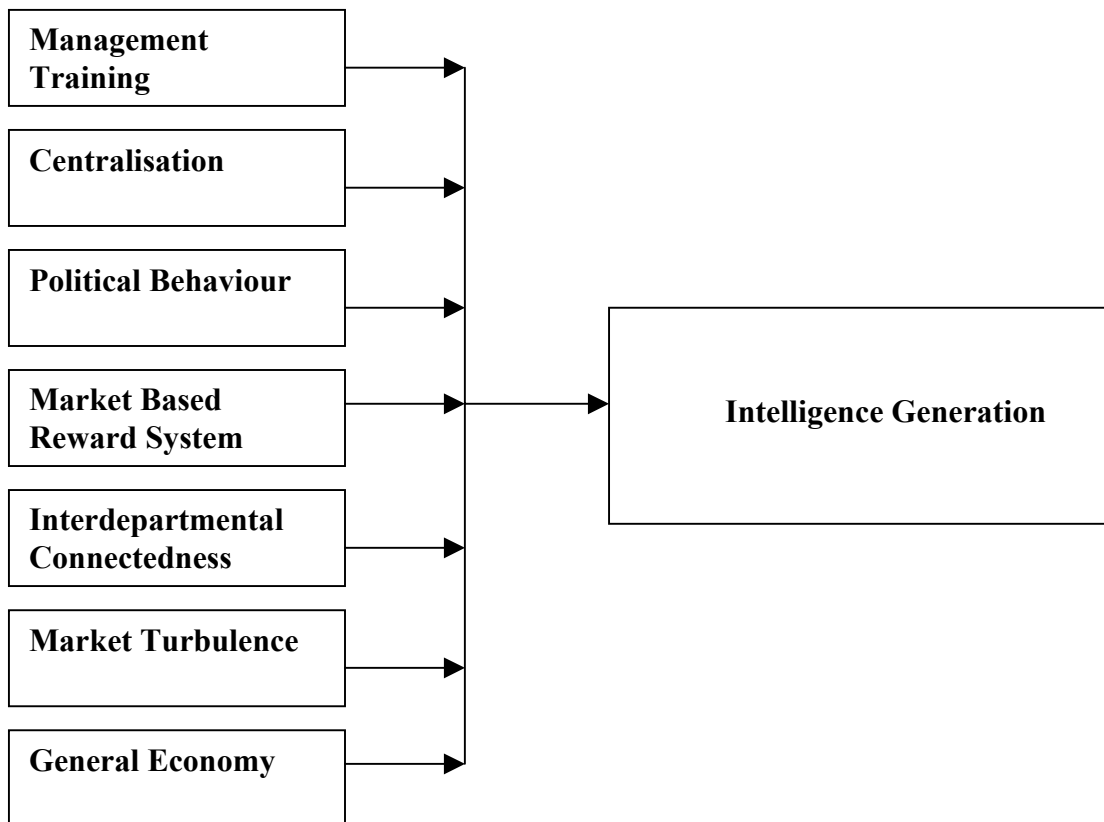 Management
Training
Centralisation
Political Behaviour
Market Based
Reward System
Intelligence Generation
Interdepartmental
Connectedness
Market Turbulence
General Economy